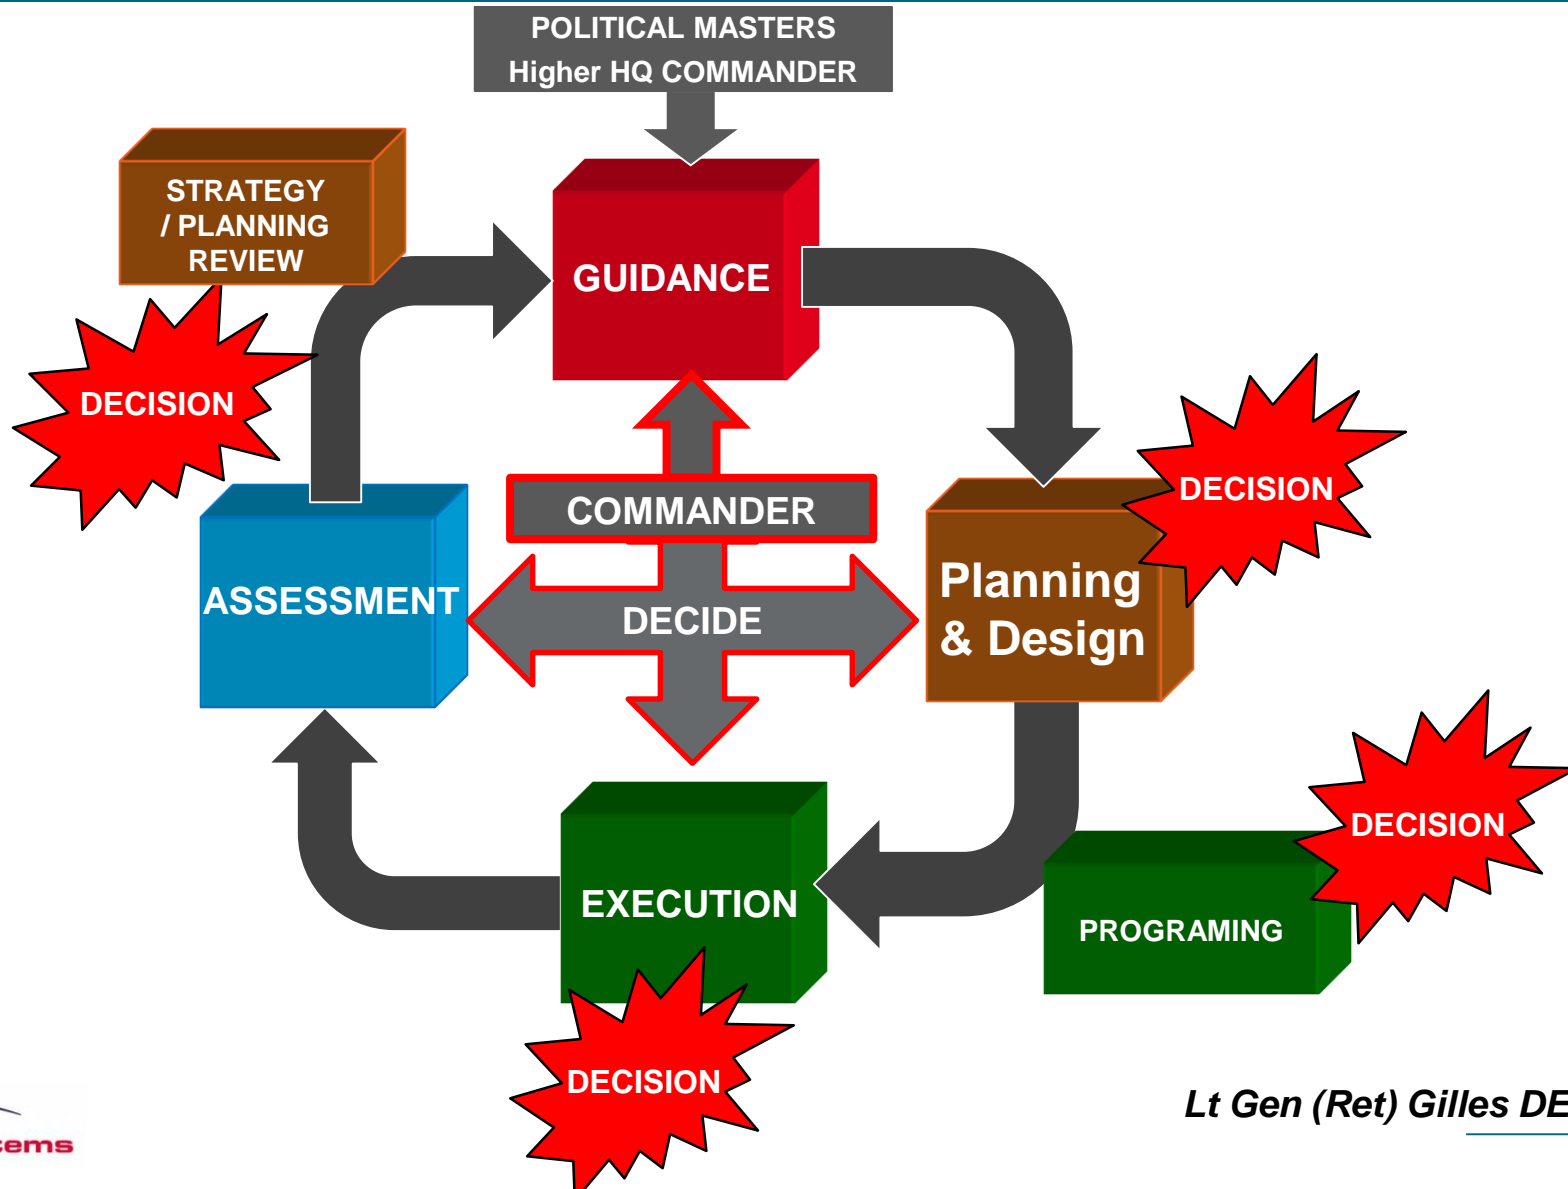 POLITICAL MASTERS
Higher HQ COMMANDER
STRATEGY
/ PLANNING
REVIEW
GUIDANCE
DECISION
DECISION
COMMANDER
Planning
& Design
ASSESSMENT
DECIDE
DECISION
EXECUTION
PROGRAMING
DECISION
Lt Gen (Ret) Gilles DE